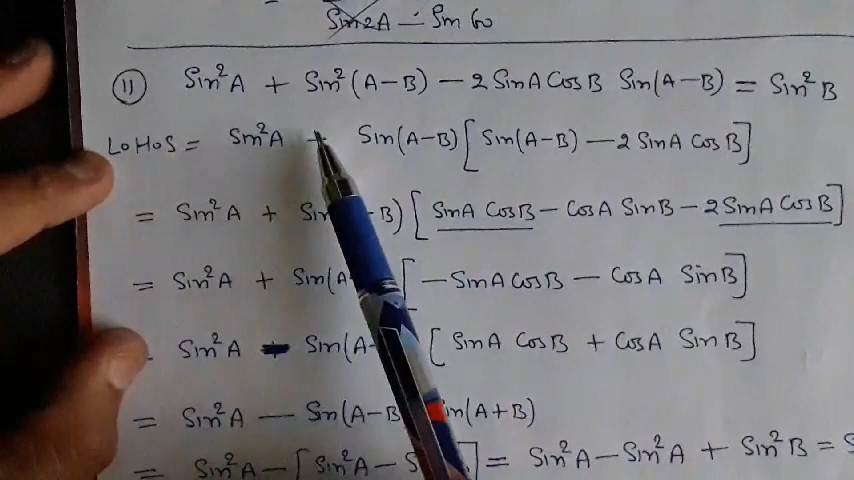 Sin2A - Sin 60
11 Sin²A + Sin²(A-B) - 2 SinA CosB Sin(A-B) = Sin²B
L.H.S = Sin²A + Sin(A-B) [Sin(A-B) - 2 SinA CosB]
= Sin²A + Sin -B) [SinA CosB - CosA SinB - 2 SinA CosB]
= Sin²A + Sin(A- [-SinA CosB - CosA SinB]
Sin²A - Sin(A- [SinA CosB + CosA SinB]
= Sin²A - Sin(A-B) Sin(A+B)
= Sin²A - [Sin²A - ] = Sin²A - Sin²A + Sin²B =